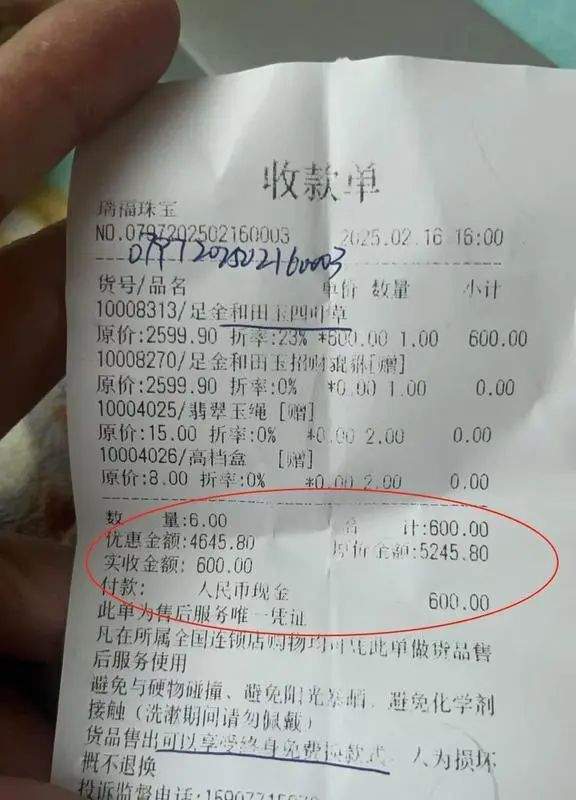 收款单
瑞福珠宝
NO.0797202502160003 2025.02.16 16:00
0797202502160003
货号/品名 单价 数量 小计
10008313/足金和田玉四叶草
原价:2599.90 折率:23% *600.00 1.00 600.00
10008270/足金和田玉招财貔貅[赠]
原价:2599.90 折率:0% *0.00 1.00 0.00
10004025/翡翠玉绳 [赠]
原价:15.00 折率:0% *0.00 2.00 0.00
10004026/高档盒 [赠]
原价:8.00 折率:0% *0.00 2.00 0.00
数 量:6.00 合 计:600.00
优惠金额:4645.80 原价金额:5245.80
实收金额: 600.00
付款: 人民币现金 600.00
此单为售后服务唯一凭证
凡在所属全国连锁店购物均可凭此单做货品售
后服务使用
避免与硬物碰撞、避免阳光暴晒、避免化学剂
接触(洗漱期间请勿佩戴)
货品售出可以享受终身免费换款式 人为损坏
概不退换
投诉监督电话: